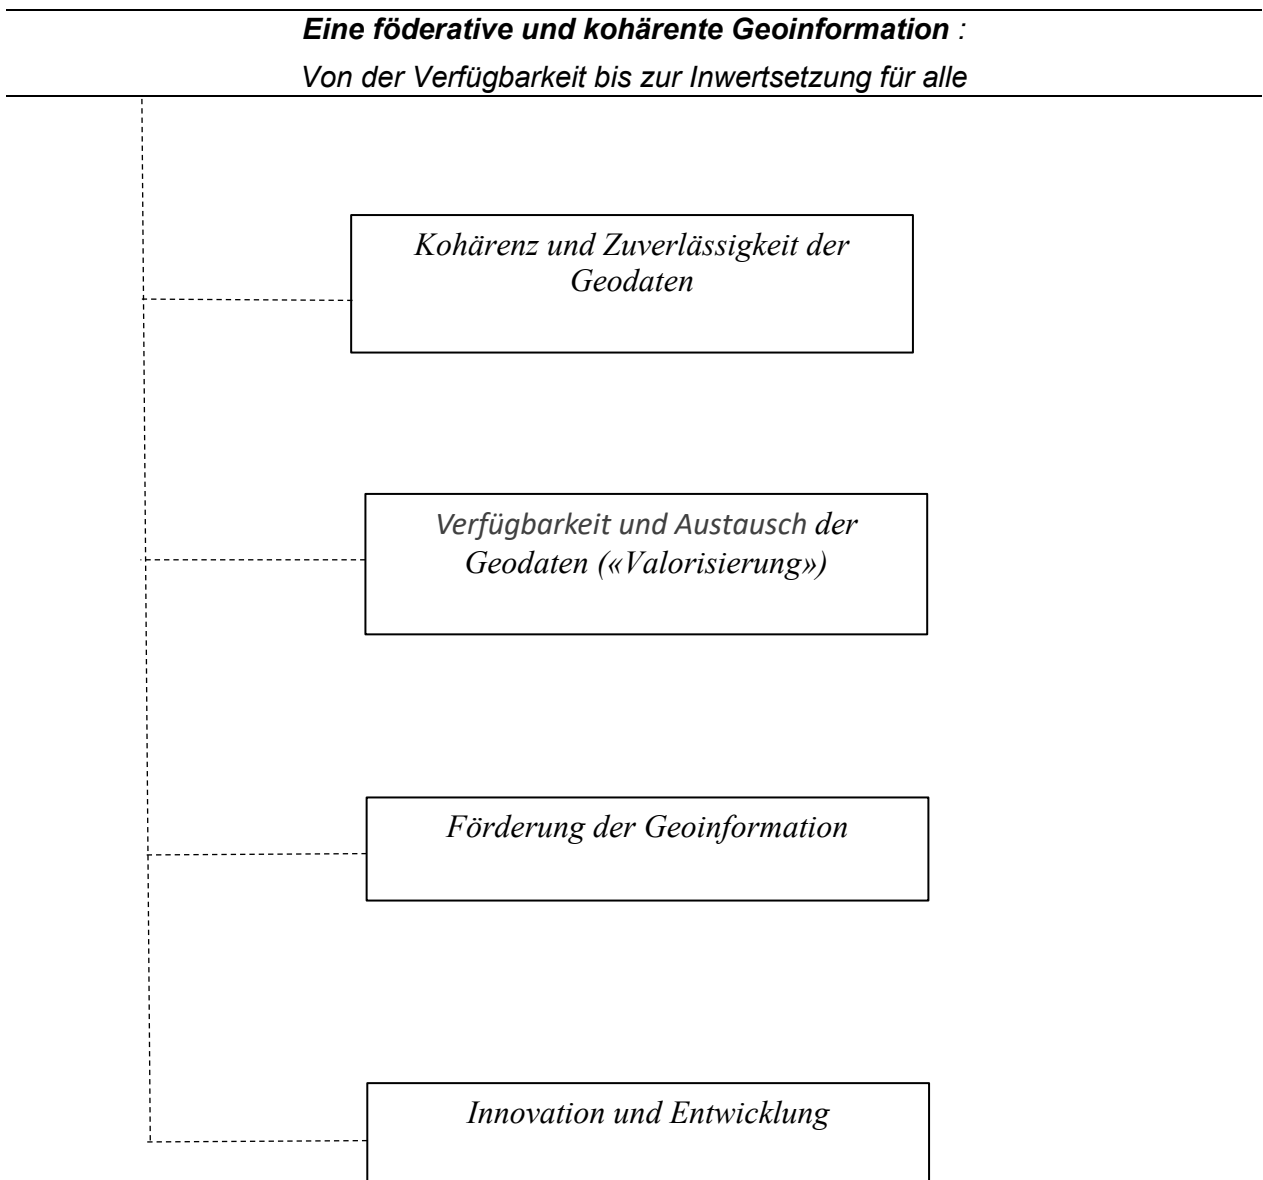 Eine föderative und kohärente Geoinformation :
Von der Verfügbarkeit bis zur Inwertsetzung für alle
Kohärenz und Zuverlässigkeit der
Geodaten
Verfügbarkeit und Austausch der
Geodaten («Valorisierung»)
Förderung der Geoinformation
Innovation und Entwicklung